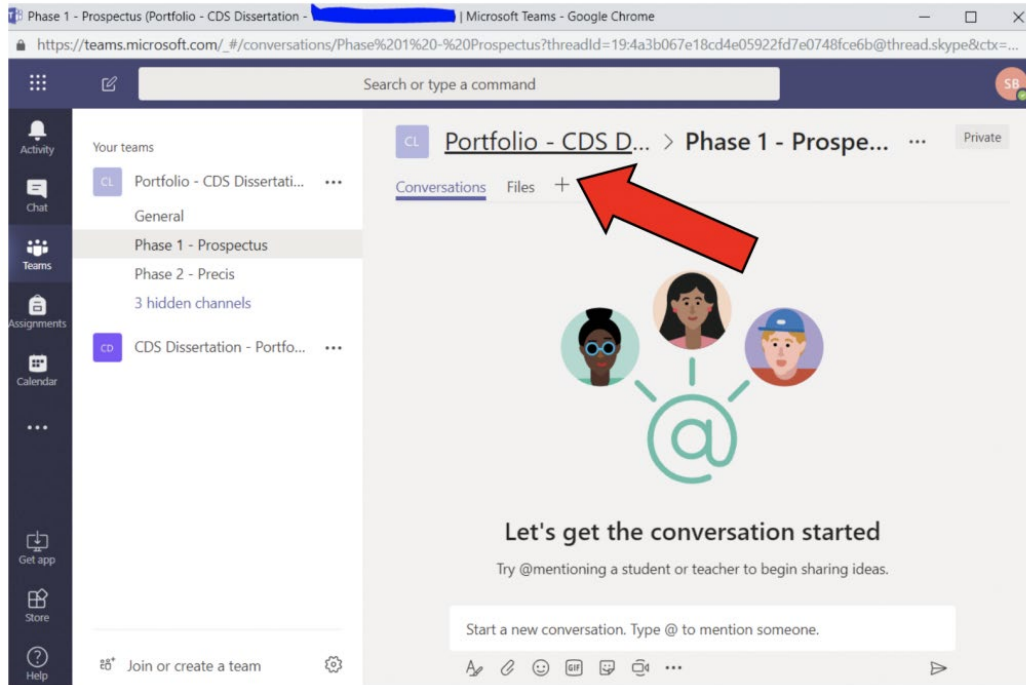 Phase 1 - Prospectus (Portfolio - CDS Dissertation - | Microsoft Teams - Google Chrome
https://teams.microsoft.com/_#/conversations/Phase%201%20-%20Prospectus?threadId=19:4a3b067e18cd4e05922fd7e0748fce6b@thread.skype&ctx=...
Search or type a command
SB
Activity
Chat
Teams
Assignments
Calendar
Get app
Store
Help
Your teams
CL Portfolio - CDS Dissertati... ...
General
Phase 1 - Prospectus
Phase 2 - Precis
3 hidden channels
CD CDS Dissertation - Portfo... ...
Join or create a team
CL Portfolio - CDS D... > Phase 1 - Prospe... ... Private
Conversations Files +
@
Let's get the conversation started
Try @mentioning a student or teacher to begin sharing ideas.
Start a new conversation. Type @ to mention someone.
GIF